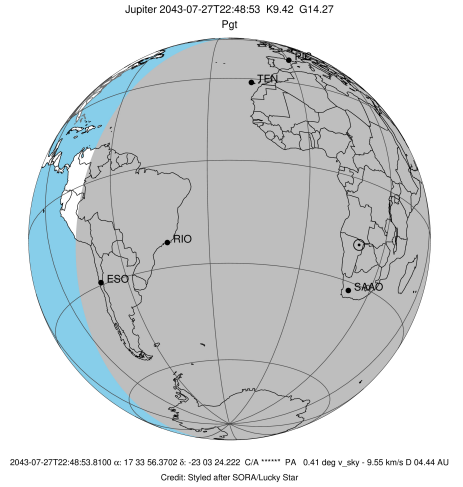 Jupiter 2043-07-27T22:48:53 K9.42 G14.27
Pgt
TEN
RIO
ESO
SAAO
2043-07-27T22:48:53.8100 α: 17 33 56.3702 δ: -23 03 24.222 C/A ****** PA 0.41 deg v_sky - 9.55 km/s D 04.44 AU
Credit: Styled after SORA/Lucky Star